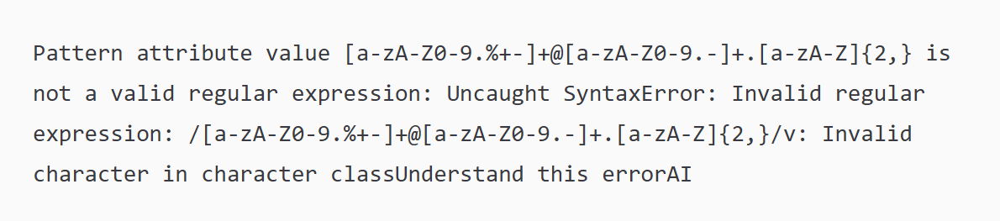 Pattern attribute value [a-zA-Z0-9.%+-]+@[a-zA-Z0-9.-]+.[a-zA-Z]{2,} is
not a valid regular expression: Uncaught SyntaxError: Invalid regular
expression: /[a-zA-Z0-9.%+-]+@[a-zA-Z0-9.-]+.[a-zA-Z]{2,}/v: Invalid
character in character classUnderstand this errorAI